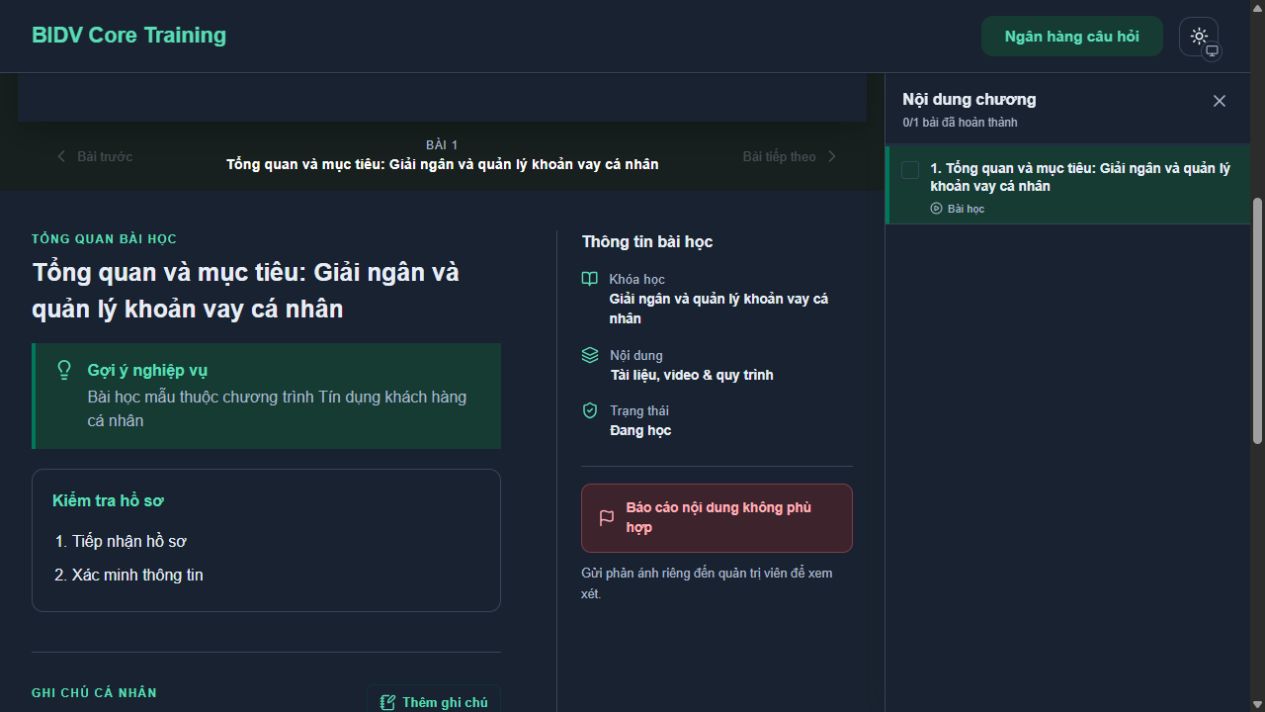 BIDV Core Training
Ngân hàng câu hỏi
Bài trước
BÀI 1
Tổng quan và mục tiêu: Giải ngân và quản lý khoản vay cá nhân
Bài tiếp theo
TỔNG QUAN BÀI HỌC
Tổng quan và mục tiêu: Giải ngân và
quản lý khoản vay cá nhân
Gợi ý nghiệp vụ
Bài học mẫu thuộc chương trình Tín dụng khách hàng
cá nhân
Kiểm tra hồ sơ
1. Tiếp nhận hồ sơ
2. Xác minh thông tin
GHI CHÚ CÁ NHÂN
Thêm ghi chú
Thông tin bài học
Khóa học
Giải ngân và quản lý khoản vay cá
nhân
Nội dung
Tài liệu, video & quy trình
Trạng thái
Đang học
Báo cáo nội dung không phù
hợp
Gửi phản ánh riêng đến quản trị viên để xem
xét.
Nội dung chương
0/1 bài đã hoàn thành
1. Tổng quan và mục tiêu: Giải ngân và quản lý
khoản vay cá nhân
Bài học